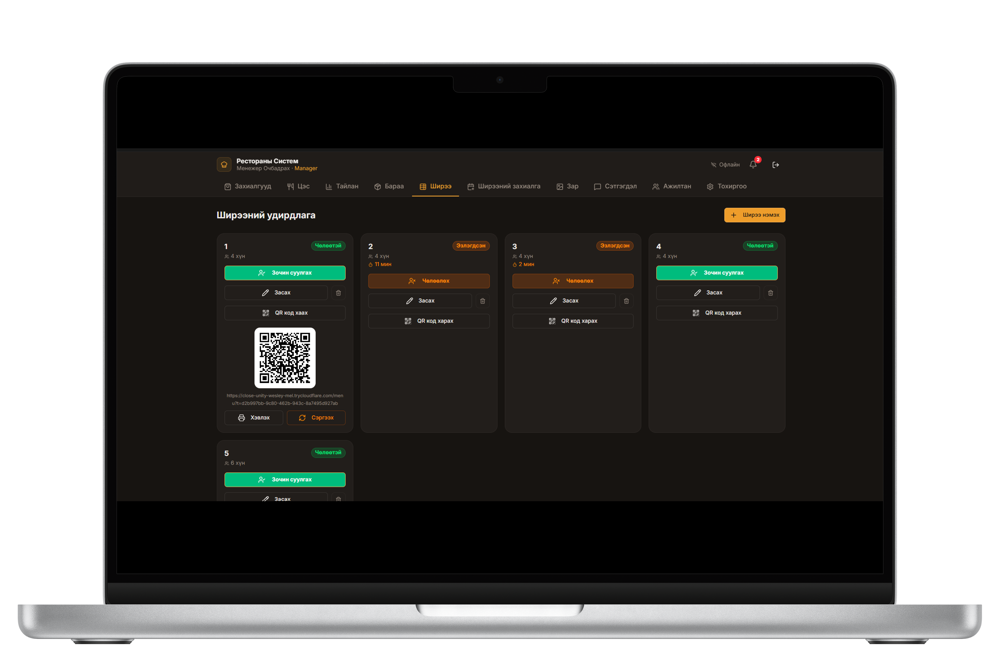 Рестораны Систем
Менежер Очбадрах · Manager
Офлайн
2
Захиалгууд
Цэс
Тайлан
Бараа
Ширээ
Ширээний захиалга
Зар
Сэтгэгдэл
Ажилтан
Тохиргоо
Ширээний удирдлага
Ширээ нэмэх
1
Чөлөөтэй
4 хүн
Зочин суулгах
Засах
QR код хаах
https://close-unity-wesley-mel.trycloudflare.com/men
u?t=d2b997bb-9c80-462b-943c-8a7495d927ab
Хэвлэх
Сэргээх
2
Эзлэгдсэн
4 хүн
11 мин
Чөлөөлөх
Засах
QR код харах
3
Эзлэгдсэн
4 хүн
2 мин
Чөлөөлөх
Засах
QR код харах
4
Чөлөөтэй
4 хүн
Зочин суулгах
Засах
QR код харах
5
Чөлөөтэй
6 хүн
Зочин суулгах
Засах